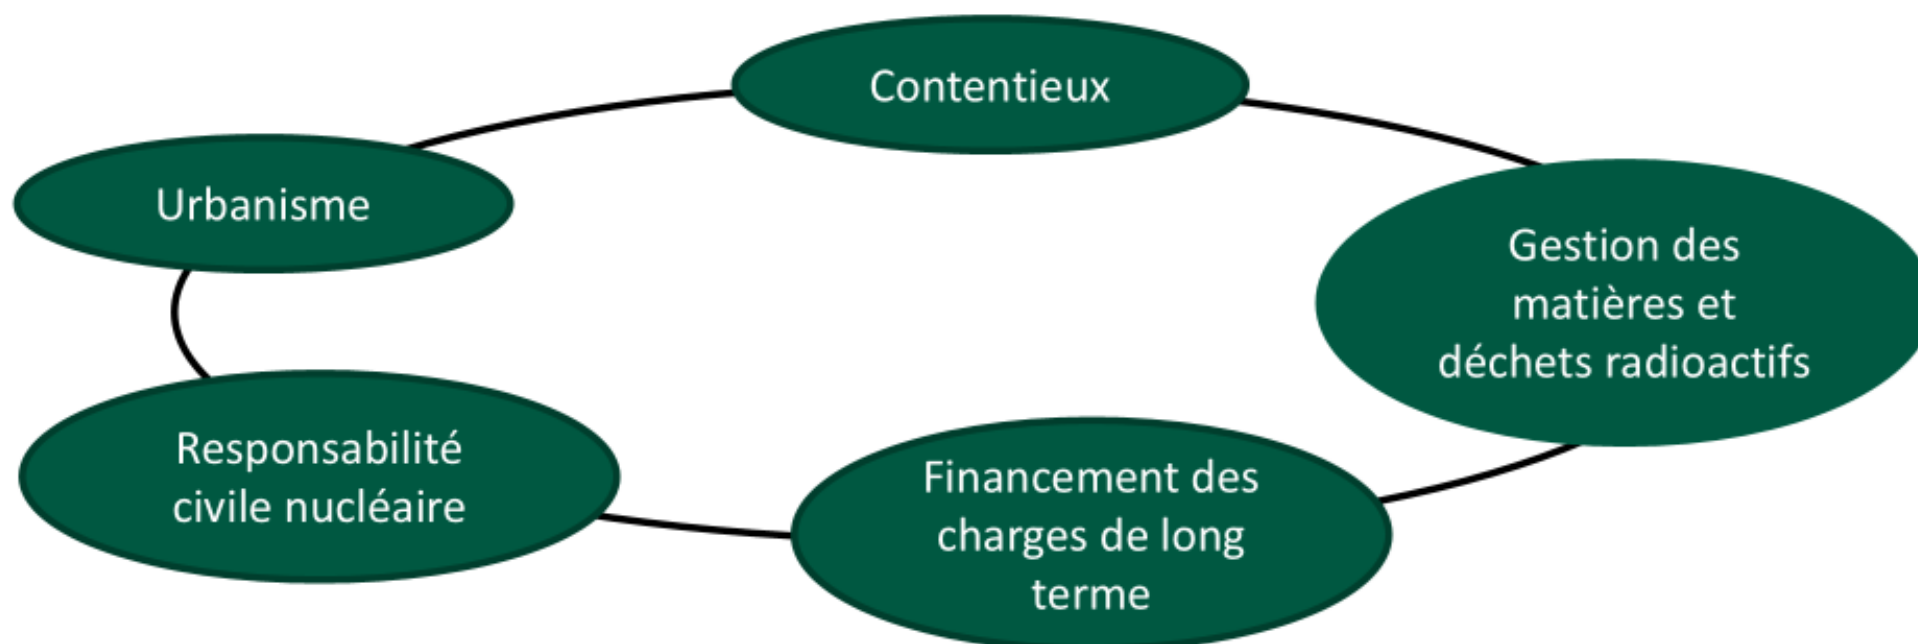 Contentieux
Urbanisme
Gestion des
matières et
déchets radioactifs
Responsabilité
civile nucléaire
Financement des
charges de long
terme